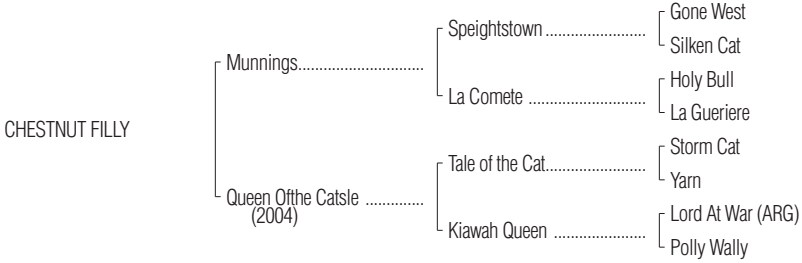 Gone West
Speightstown ........................
Silken Cat
Munnings..............................
Holy Bull
La Comete ............................
La Gueriere
CHESTNUT FILLY
Storm Cat
Tale of the Cat........................
Yarn
Queen Ofthe Catsle ..............
(2004)
Lord At War (ARG)
Kiawah Queen ......................
Polly Wally